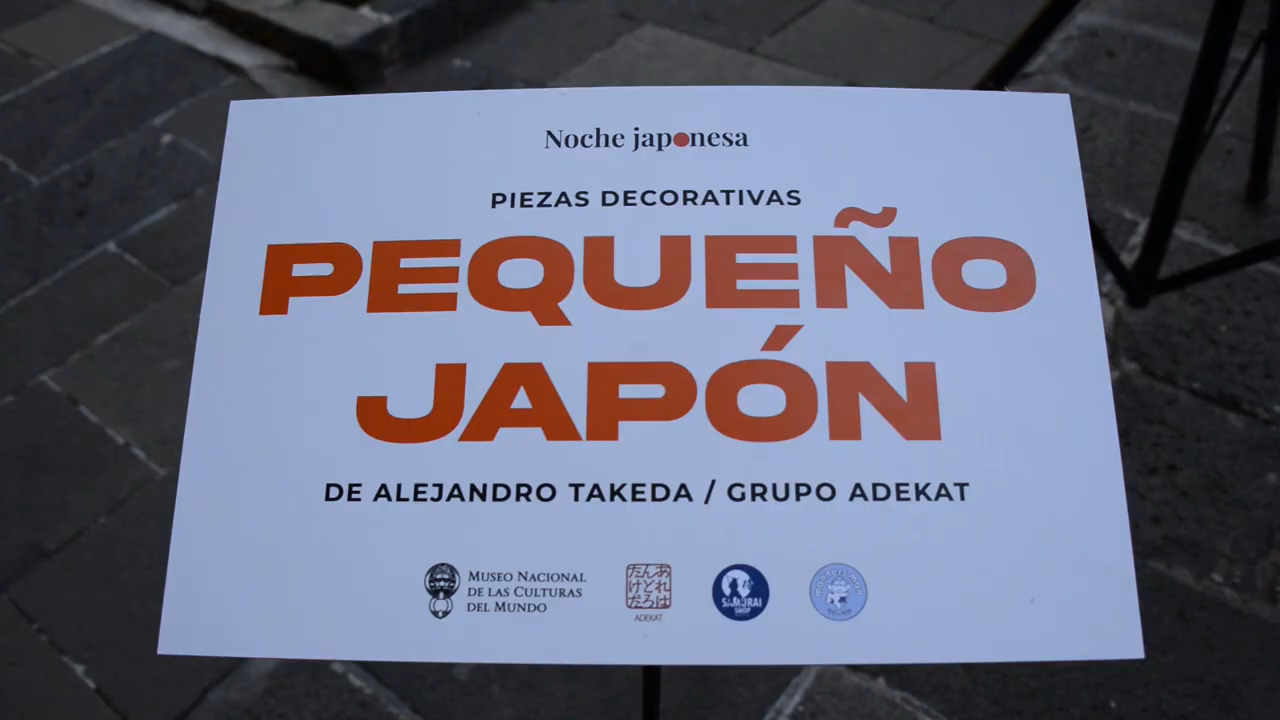 Noche japonesa
PIEZAS DECORATIVAS
PEQUEÑO
JAPÓN
DE ALEJANDRO TAKEDA / GRUPO ADEKAT
MUSEO NACIONAL
DE LAS CULTURAS
DEL MUNDO
ADEKAT
SAMURAI
SHOP